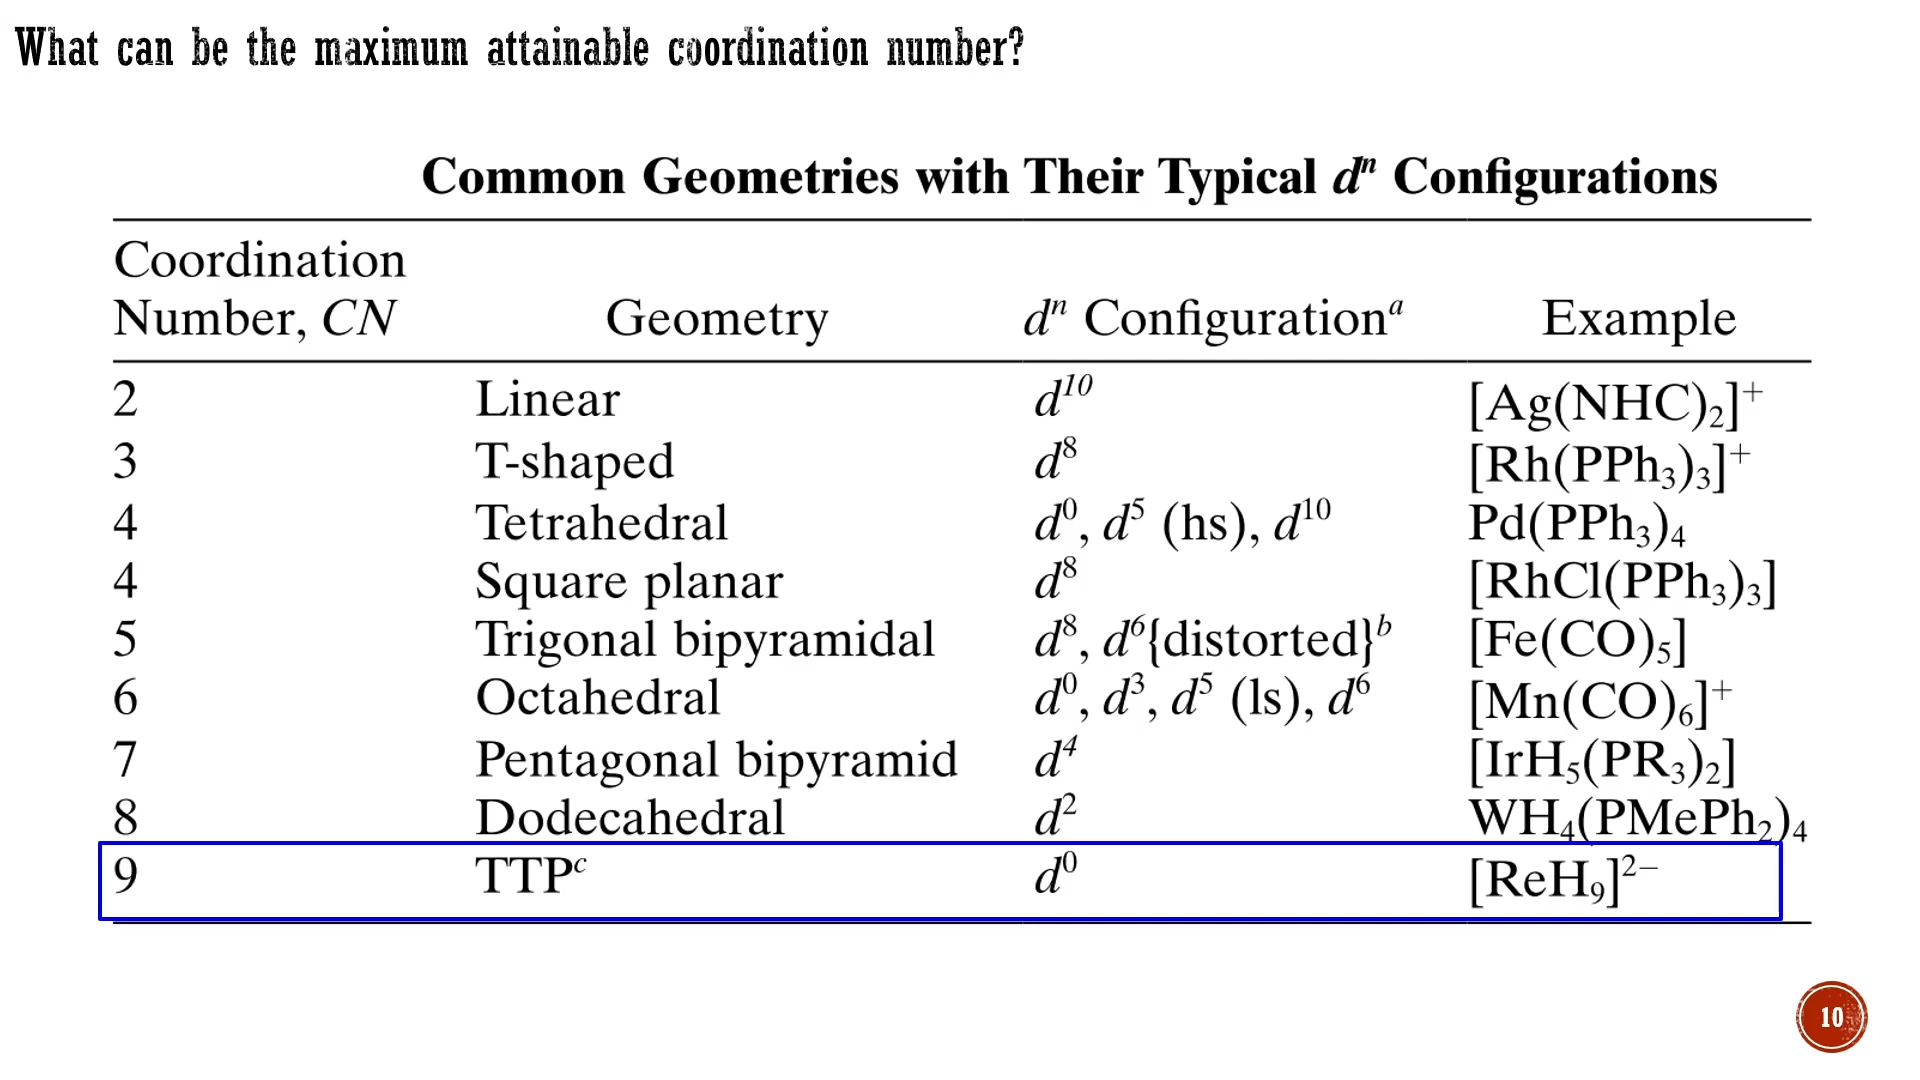 What can be the maximum attainable coordination number?
Common Geometries with Their Typical dⁿ Configurations
Coordination
Number, CN Geometry dⁿ Configurationᵃ Example
2 Linear d¹⁰ [Ag(NHC)₂]⁺
3 T-shaped d⁸ [Rh(PPh₃)₃]⁺
4 Tetrahedral d⁰, d⁵ (hs), d¹⁰ Pd(PPh₃)₄
4 Square planar d⁸ [RhCl(PPh₃)₃]
5 Trigonal bipyramidal d⁸, d⁶{distorted}ᵇ [Fe(CO)₅]
6 Octahedral d⁰, d³, d⁵ (ls), d⁶ [Mn(CO)₆]⁺
7 Pentagonal bipyramid d⁴ [IrH₅(PR₃)₂]
8 Dodecahedral d² WH₄(PMePh₂)₄
9 TTPᶜ d⁰ [ReH₉]²⁻
10